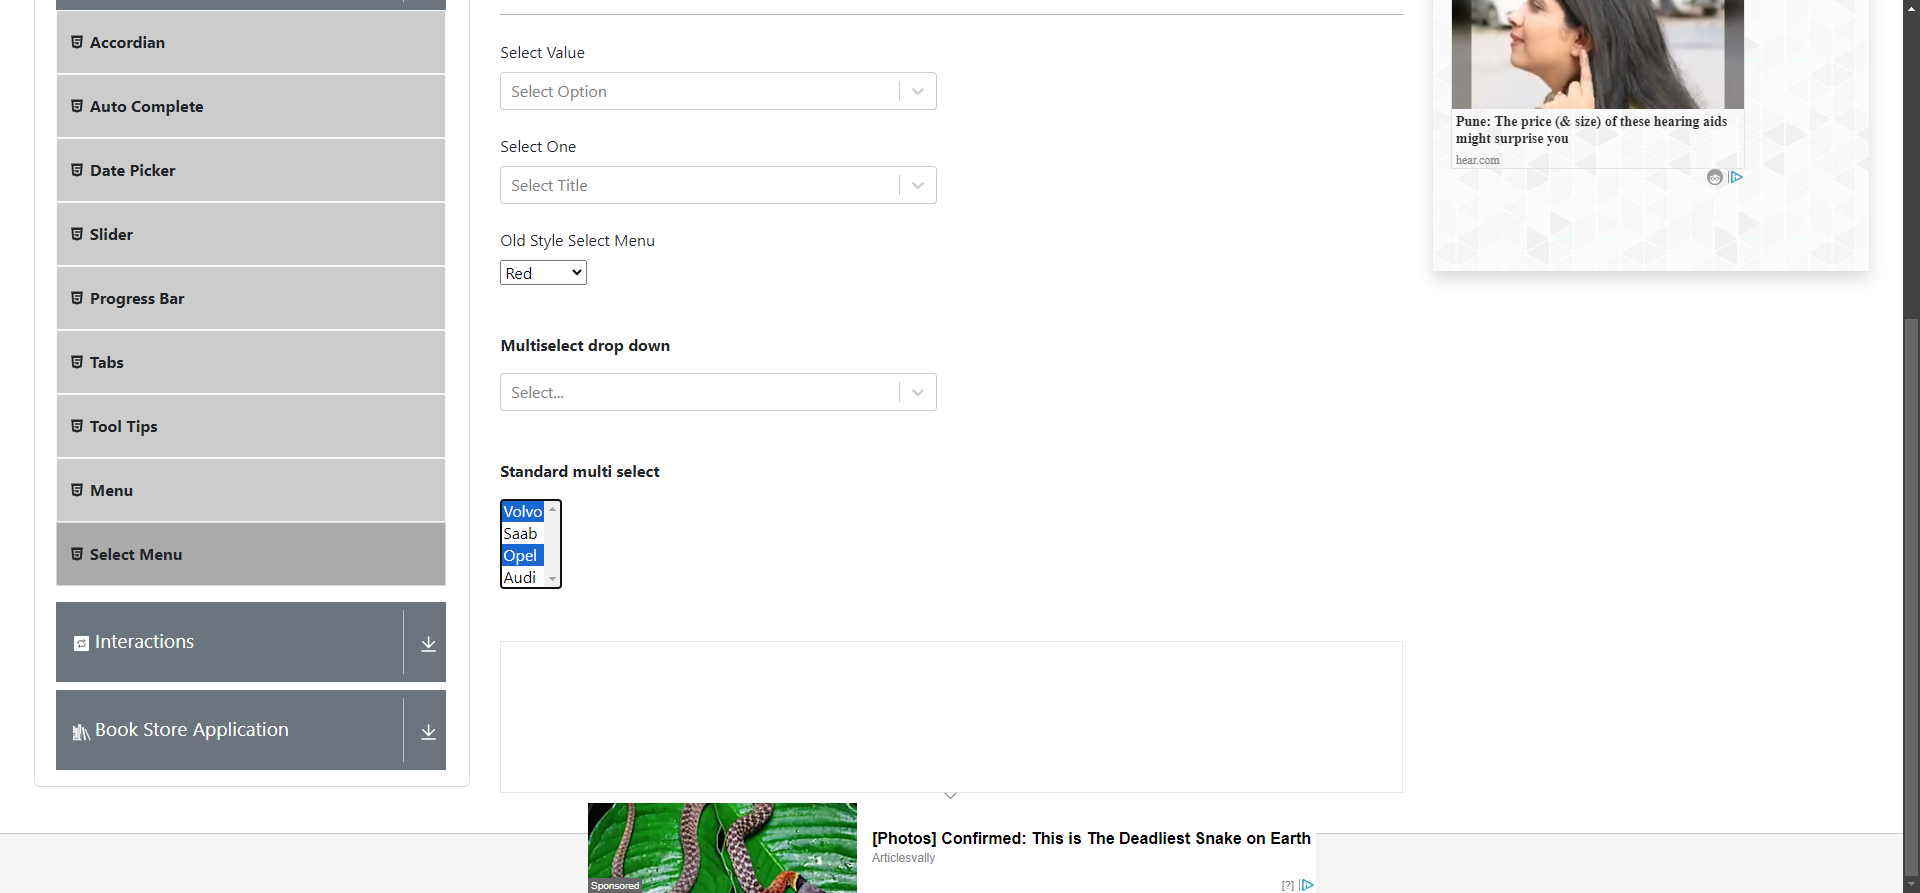 Accordian
Auto Complete
Date Picker
Slider
Progress Bar
Tabs
Tool Tips
Menu
Select Menu
Interactions
Book Store Application
Select Value
Select Option
Select One
Select Title
Old Style Select Menu
Red
Multiselect drop down
Select...
Standard multi select
Volvo
Saab
Opel
Audi
Pune: The price (& size) of these hearing aids
might surprise you
hear.com
[Photos] Confirmed: This is The Deadliest Snake on Earth
Articlesvally
Sponsored
[?]